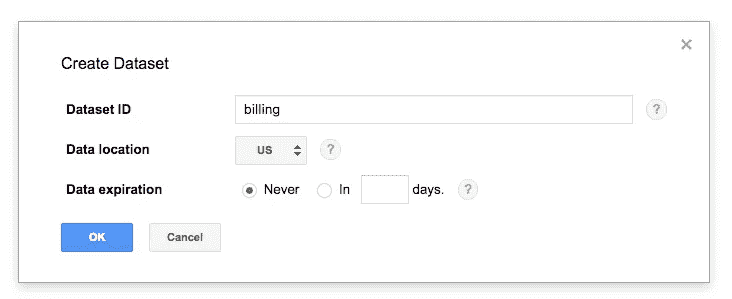 Create Dataset
Dataset ID billing ?
Data location US ?
Data expiration Never In days. ?
OK Cancel